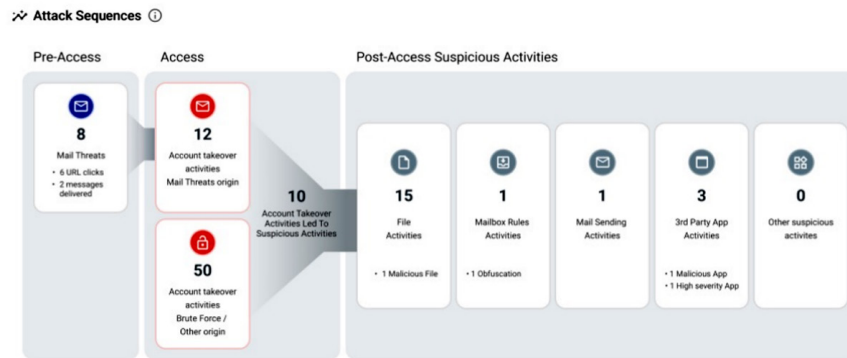 Attack Sequences
Pre-Access
Access
Post-Access Suspicious Activities
8
Mail Threats
• 6 URL clicks
• 2 messages
delivered
12
Account takeover
activities
Mail Threats origin
50
Account takeover
activities
Brute Force /
Other origin
10
Account Takeover
Activities Led To
Suspicious Activities
15
File
Activities
• 1 Malicious File
1
Mailbox Rules
Activities
• 1 Obfuscation
1
Mail Sending
Activities
3
3rd Party App
Activities
• 1 Malicious App
• 1 High severity App
0
Other suspicious
activites